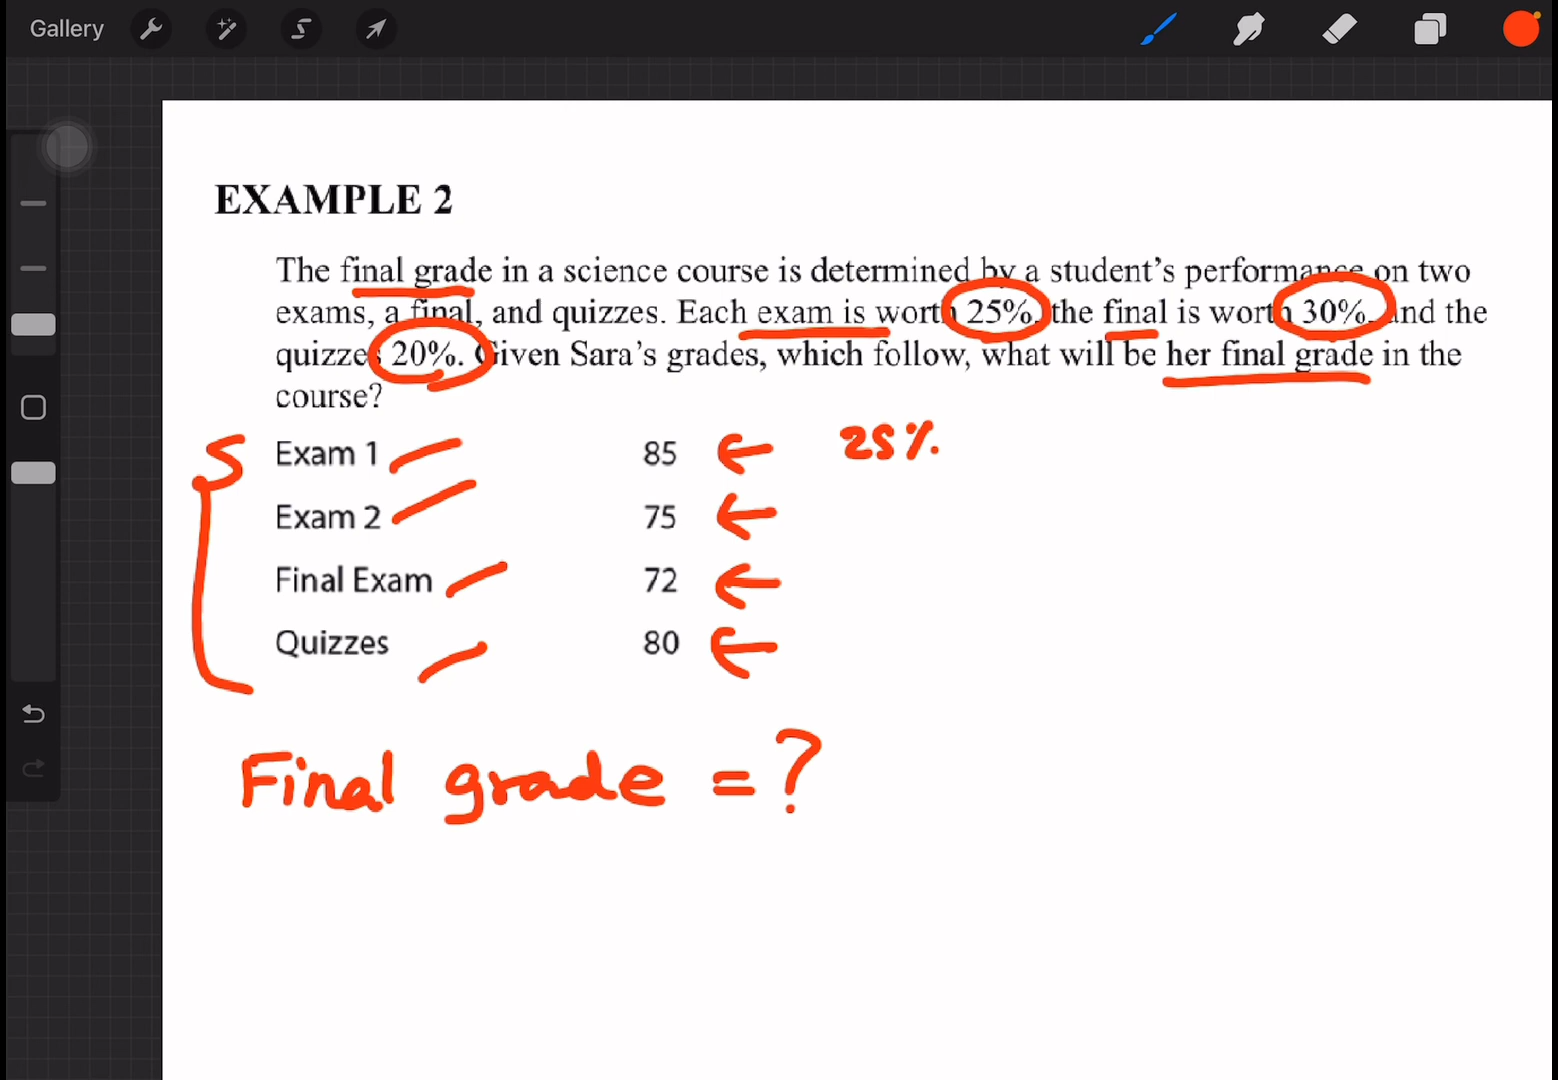 Gallery
EXAMPLE 2
The final grade in a science course is determined by a student's performance on two
exams, a final, and quizzes. Each exam is worth 25%, the final is worth 30%, and the
quizzes 20%. Given Sara's grades, which follow, what will be her final grade in the
course?
Exam 1 85 25%
Exam 2 75
Final Exam 72
Quizzes 80
Final grade = ?